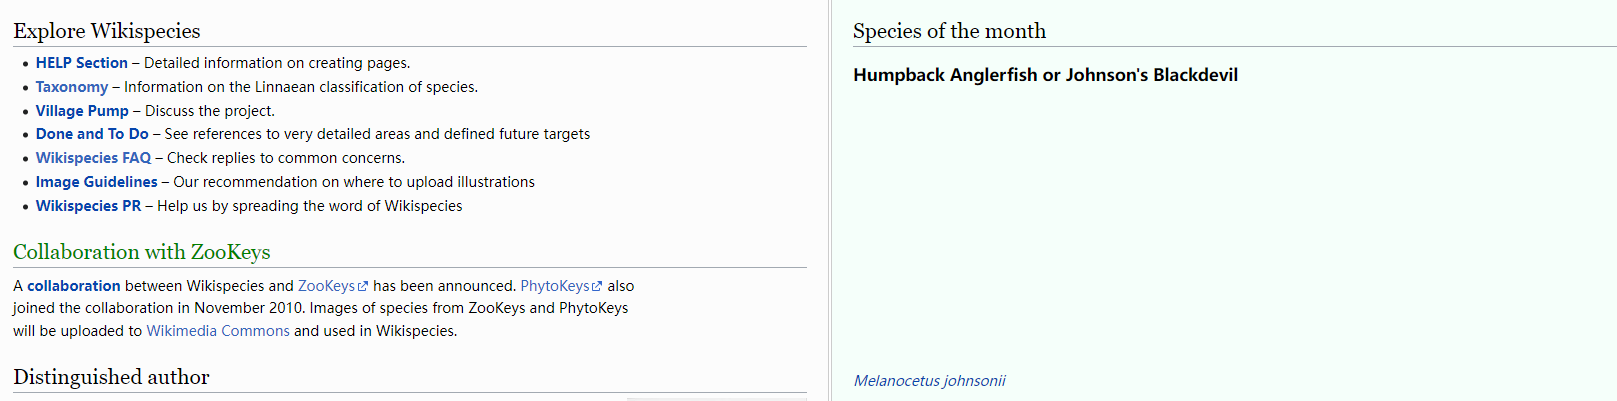 Explore Wikispecies
• HELP Section – Detailed information on creating pages.
• Taxonomy – Information on the Linnaean classification of species.
• Village Pump – Discuss the project.
• Done and To Do – See references to very detailed areas and defined future targets
• Wikispecies FAQ – Check replies to common concerns.
• Image Guidelines – Our recommendation on where to upload illustrations
• Wikispecies PR – Help us by spreading the word of Wikispecies
Collaboration with ZooKeys
A collaboration between Wikispecies and ZooKeys has been announced. PhytoKeys also
joined the collaboration in November 2010. Images of species from ZooKeys and PhytoKeys
will be uploaded to Wikimedia Commons and used in Wikispecies.
Distinguished author
Species of the month
Humpback Anglerfish or Johnson's Blackdevil
Melanocetus johnsonii